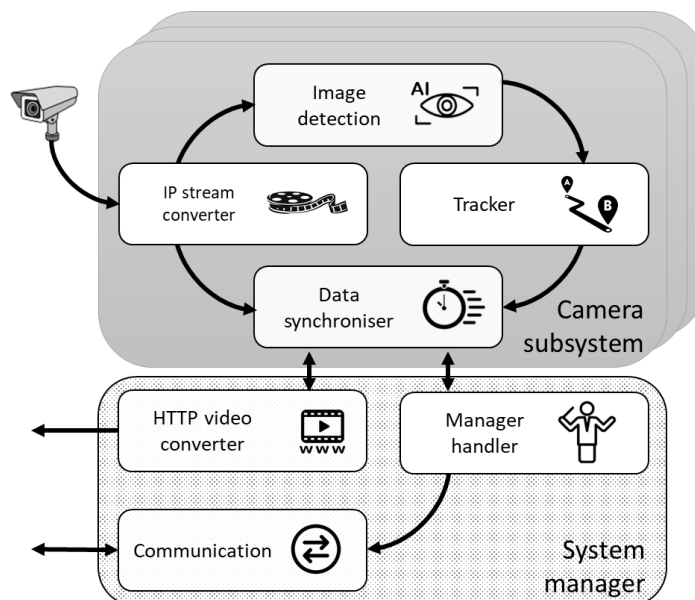 Image
detection
AI
IP stream
converter
Tracker
A
B
Data
synchroniser
Camera
subsystem
HTTP video
converter
www
Manager
handler
Communication
System
manager